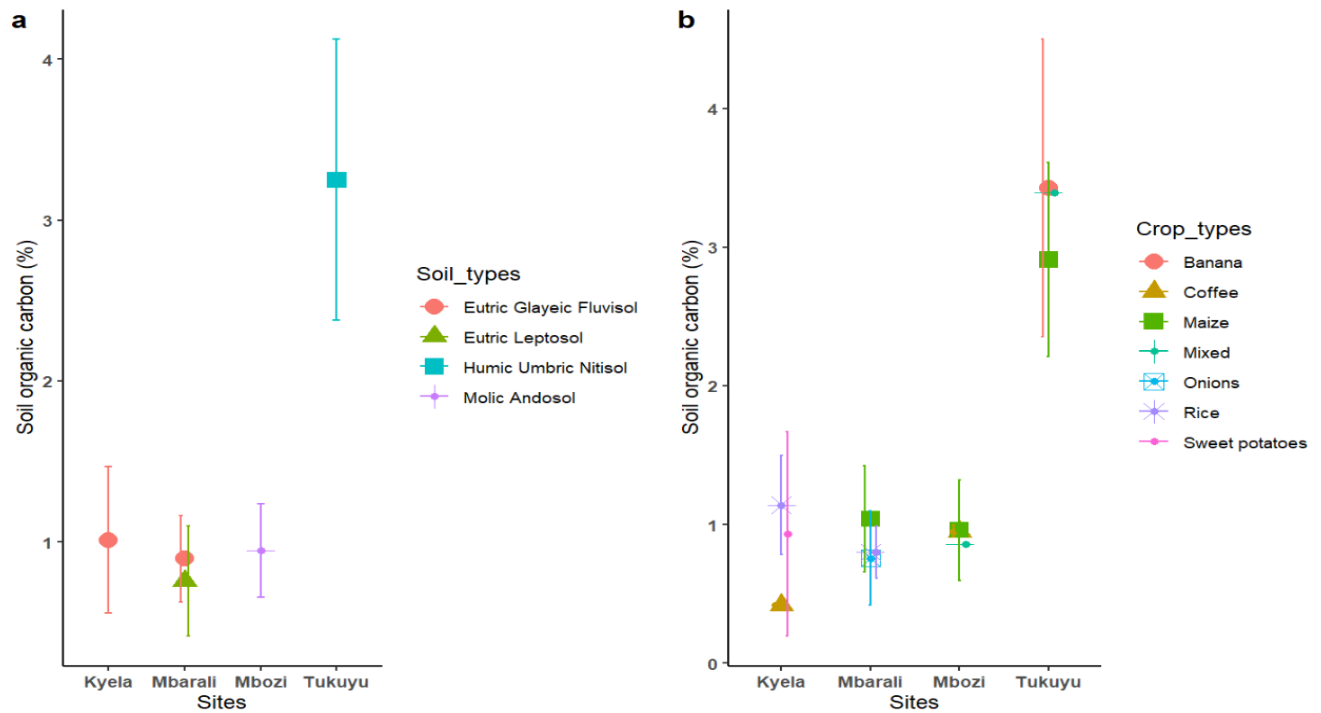 a
Soil organic carbon (%)
4
3
2
1
Kyela Mbarali Mbozi Tukuyu
Sites
Soil_types
Eutric Glayeic Fluvisol
Eutric Leptosol
Humic Umbric Nitisol
Molic Andosol
b
Soil organic carbon (%)
4
3
2
1
0
Kyela Mbarali Mbozi Tukuyu
Sites
Crop_types
Banana
Coffee
Maize
Mixed
Onions
Rice
Sweet potatoes